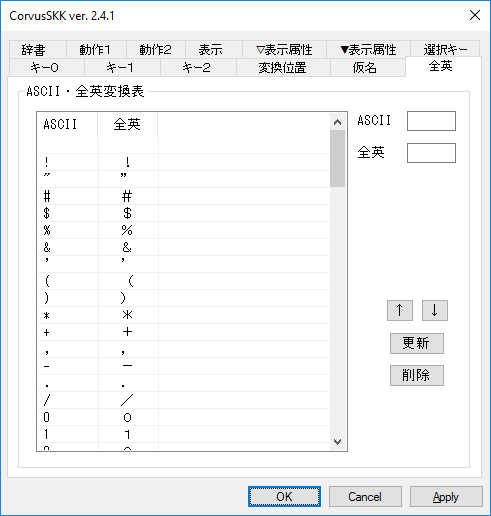 CorvusSKK ver. 2.4.1
辞書 動作1 動作2 表示 ▽表示属性 ▼表示属性 選択キー
キー0 キー1 キー2 変換位置 仮名 全英
ASCII・全英変換表
ASCII 全英
! ！
" ”
# ＃
$ ＄
% ％
& ＆
' ’
( （
) ）
* ＊
+ ＋
, ，
- －
. ．
/ ／
0 ０
1 １
ASCII
全英
↑ ↓
更新
削除
OK Cancel Apply